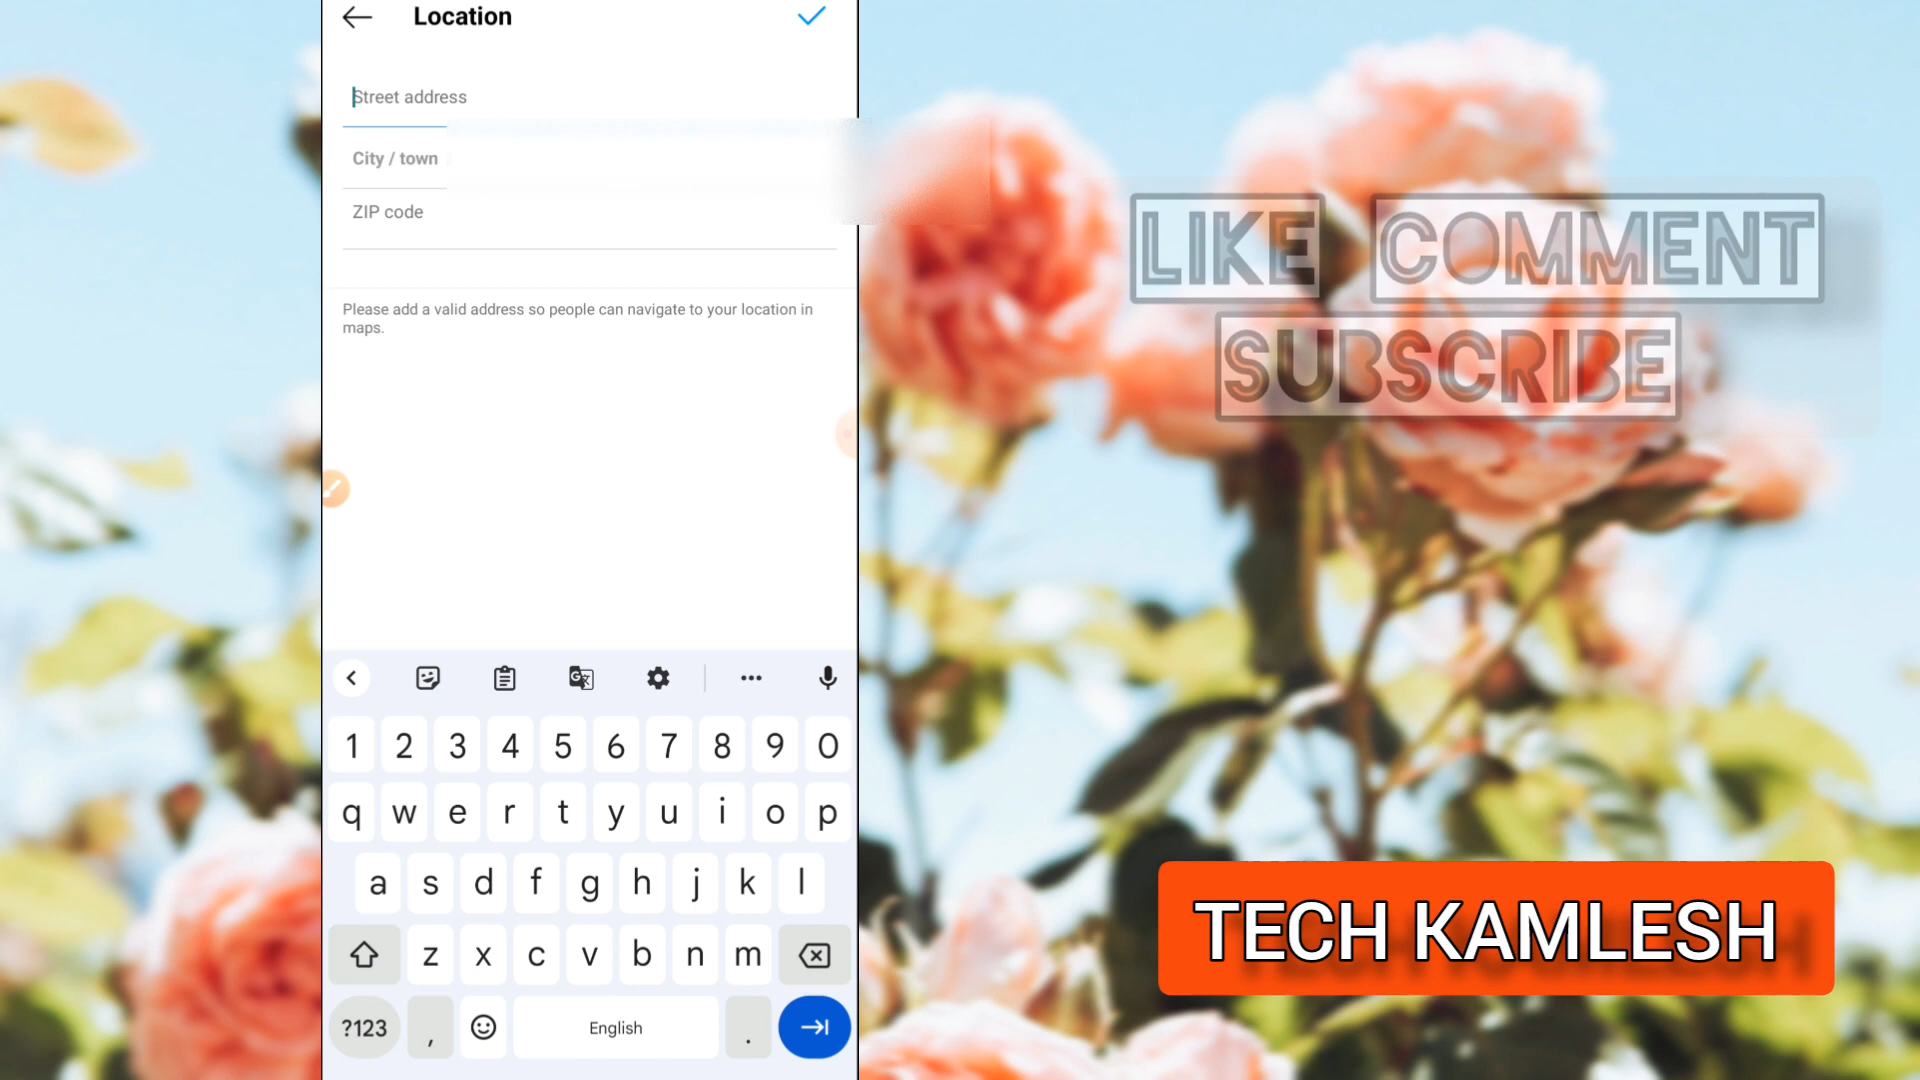 Location
Street address
City / town
ZIP code
Please add a valid address so people can navigate to your location in
maps.
1 2 3 4 5 6 7 8 9 0
q w e r t y u i o p
a s d f g h j k l
z x c v b n m
?123 , English .
LIKE COMMENT
SUBSCRIBE
TECH KAMLESH